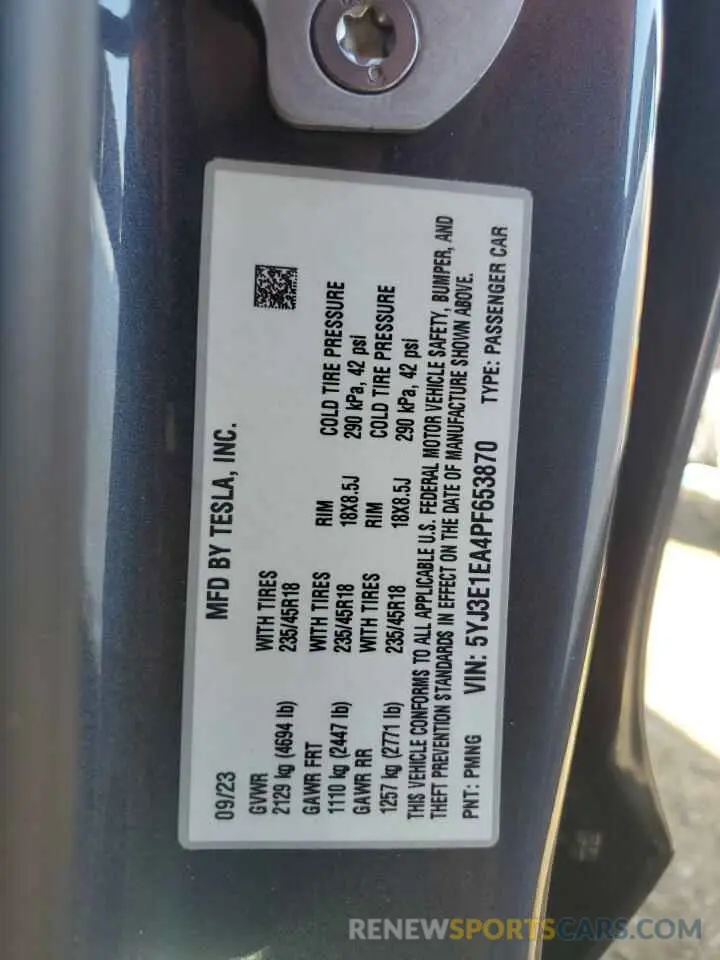 09/23 MFD BY TESLA, INC.
GVWR WITH TIRES
2129 kg (4694 lb) 235/45R18
GAWR FRT WITH TIRES RIM COLD TIRE PRESSURE
1110 kg (2447 lb) 235/45R18 18X8.5J 290 kPa, 42 psi
GAWR RR WITH TIRES RIM COLD TIRE PRESSURE
1257 kg (2771 lb) 235/45R18 18X8.5J 290 kPa, 42 psi
THIS VEHICLE CONFORMS TO ALL APPLICABLE U.S. FEDERAL MOTOR VEHICLE SAFETY, BUMPER, AND
THEFT PREVENTION STANDARDS IN EFFECT ON THE DATE OF MANUFACTURE SHOWN ABOVE.
PNT: PMNG VIN: 5YJ3E1EA4PF653870 TYPE: PASSENGER CAR
RENEWSPORTSCARS.COM